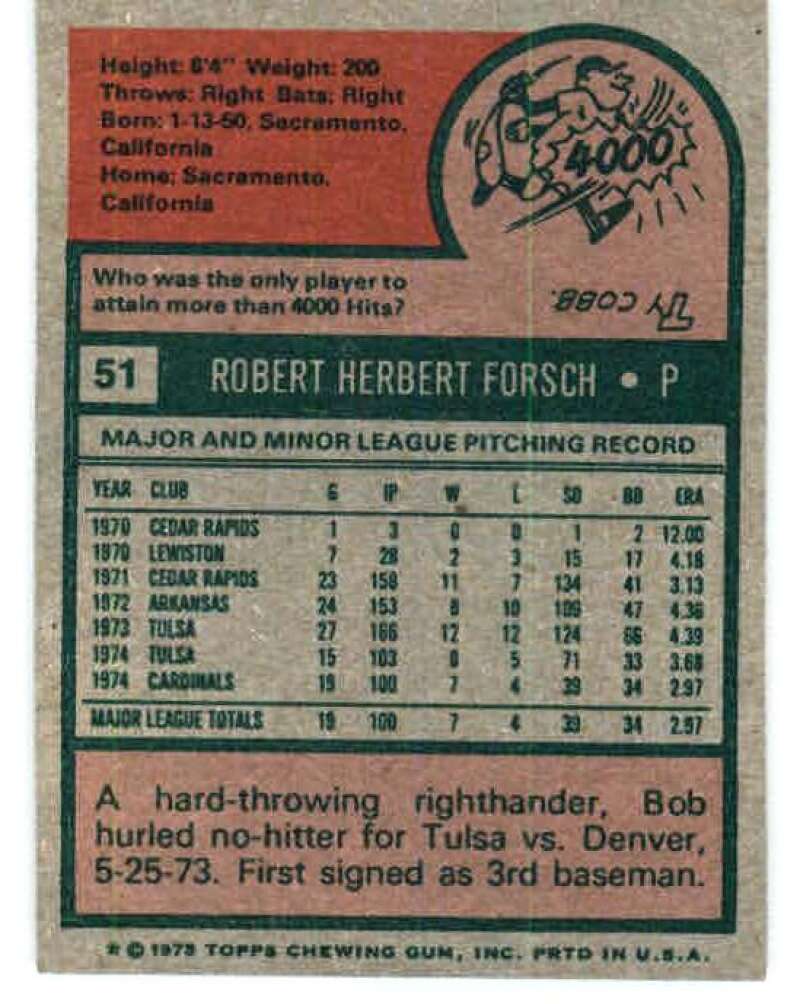 Height: 6'4" Weight: 200
Throws: Right Bats: Right
Born: 1-13-50, Sacramento,
California
Home: Sacramento,
California
4000
Who was the only player to
attain more than 4000 Hits?
TY COBB.
51 ROBERT HERBERT FORSCH • P
MAJOR AND MINOR LEAGUE PITCHING RECORD
YEAR CLUB G IP W L SO BB ERA
1970 CEDAR RAPIDS 1 3 0 0 1 2 12.00
1970 LEWISTON 7 28 2 3 15 17 4.18
1971 CEDAR RAPIDS 23 158 11 7 134 41 3.13
1972 ARKANSAS 24 153 8 10 109 47 4.36
1973 TULSA 27 166 12 12 124 66 4.39
1974 TULSA 15 103 8 5 71 33 3.68
1974 CARDINALS 19 100 7 4 39 34 2.97
MAJOR LEAGUE TOTALS 19 100 7 4 39 34 2.97
A hard-throwing righthander, Bob
hurled no-hitter for Tulsa vs. Denver,
5-25-73. First signed as 3rd baseman.
* © 1975 TOPPS CHEWING GUM, INC. PRTD IN U.S.A.